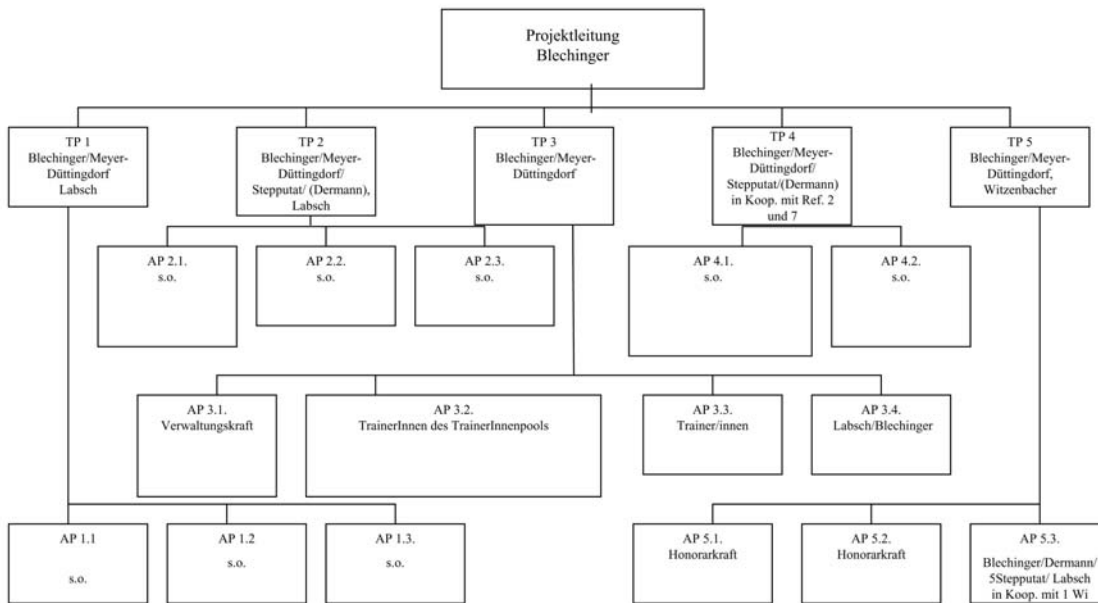 Projektleitung
Blechinger
TP 1
Blechinger/Meyer-
Düttingdorf
Labsch
TP 2
Blechinger/Meyer-
Düttingdorf/
Stepputat/ (Dermann),
Labsch
TP 3
Blechinger/Meyer-
Düttingdorf
TP 4
Blechinger/Meyer-
Düttingdorf/
Stepputat/(Dermann)
in Koop. mit Ref. 2
und 7
TP 5
Blechinger/Meyer-
Düttingdorf,
Witzenbacher
AP 2.1.
s.o.
AP 2.2.
s.o.
AP 2.3.
s.o.
AP 4.1.
s.o.
AP 4.2.
s.o.
AP 3.1.
Verwaltungskraft
AP 3.2.
TrainerInnen des TrainerInnenpools
AP 3.3.
Trainer/innen
AP 3.4.
Labsch/Blechinger
AP 1.1
s.o.
AP 1.2
s.o.
AP 1.3.
s.o.
AP 5.1.
Honorarkraft
AP 5.2.
Honorarkraft
AP 5.3.
Blechinger/Dermann/
5Stepputat/ Labsch
in Koop. mit 1 Wi